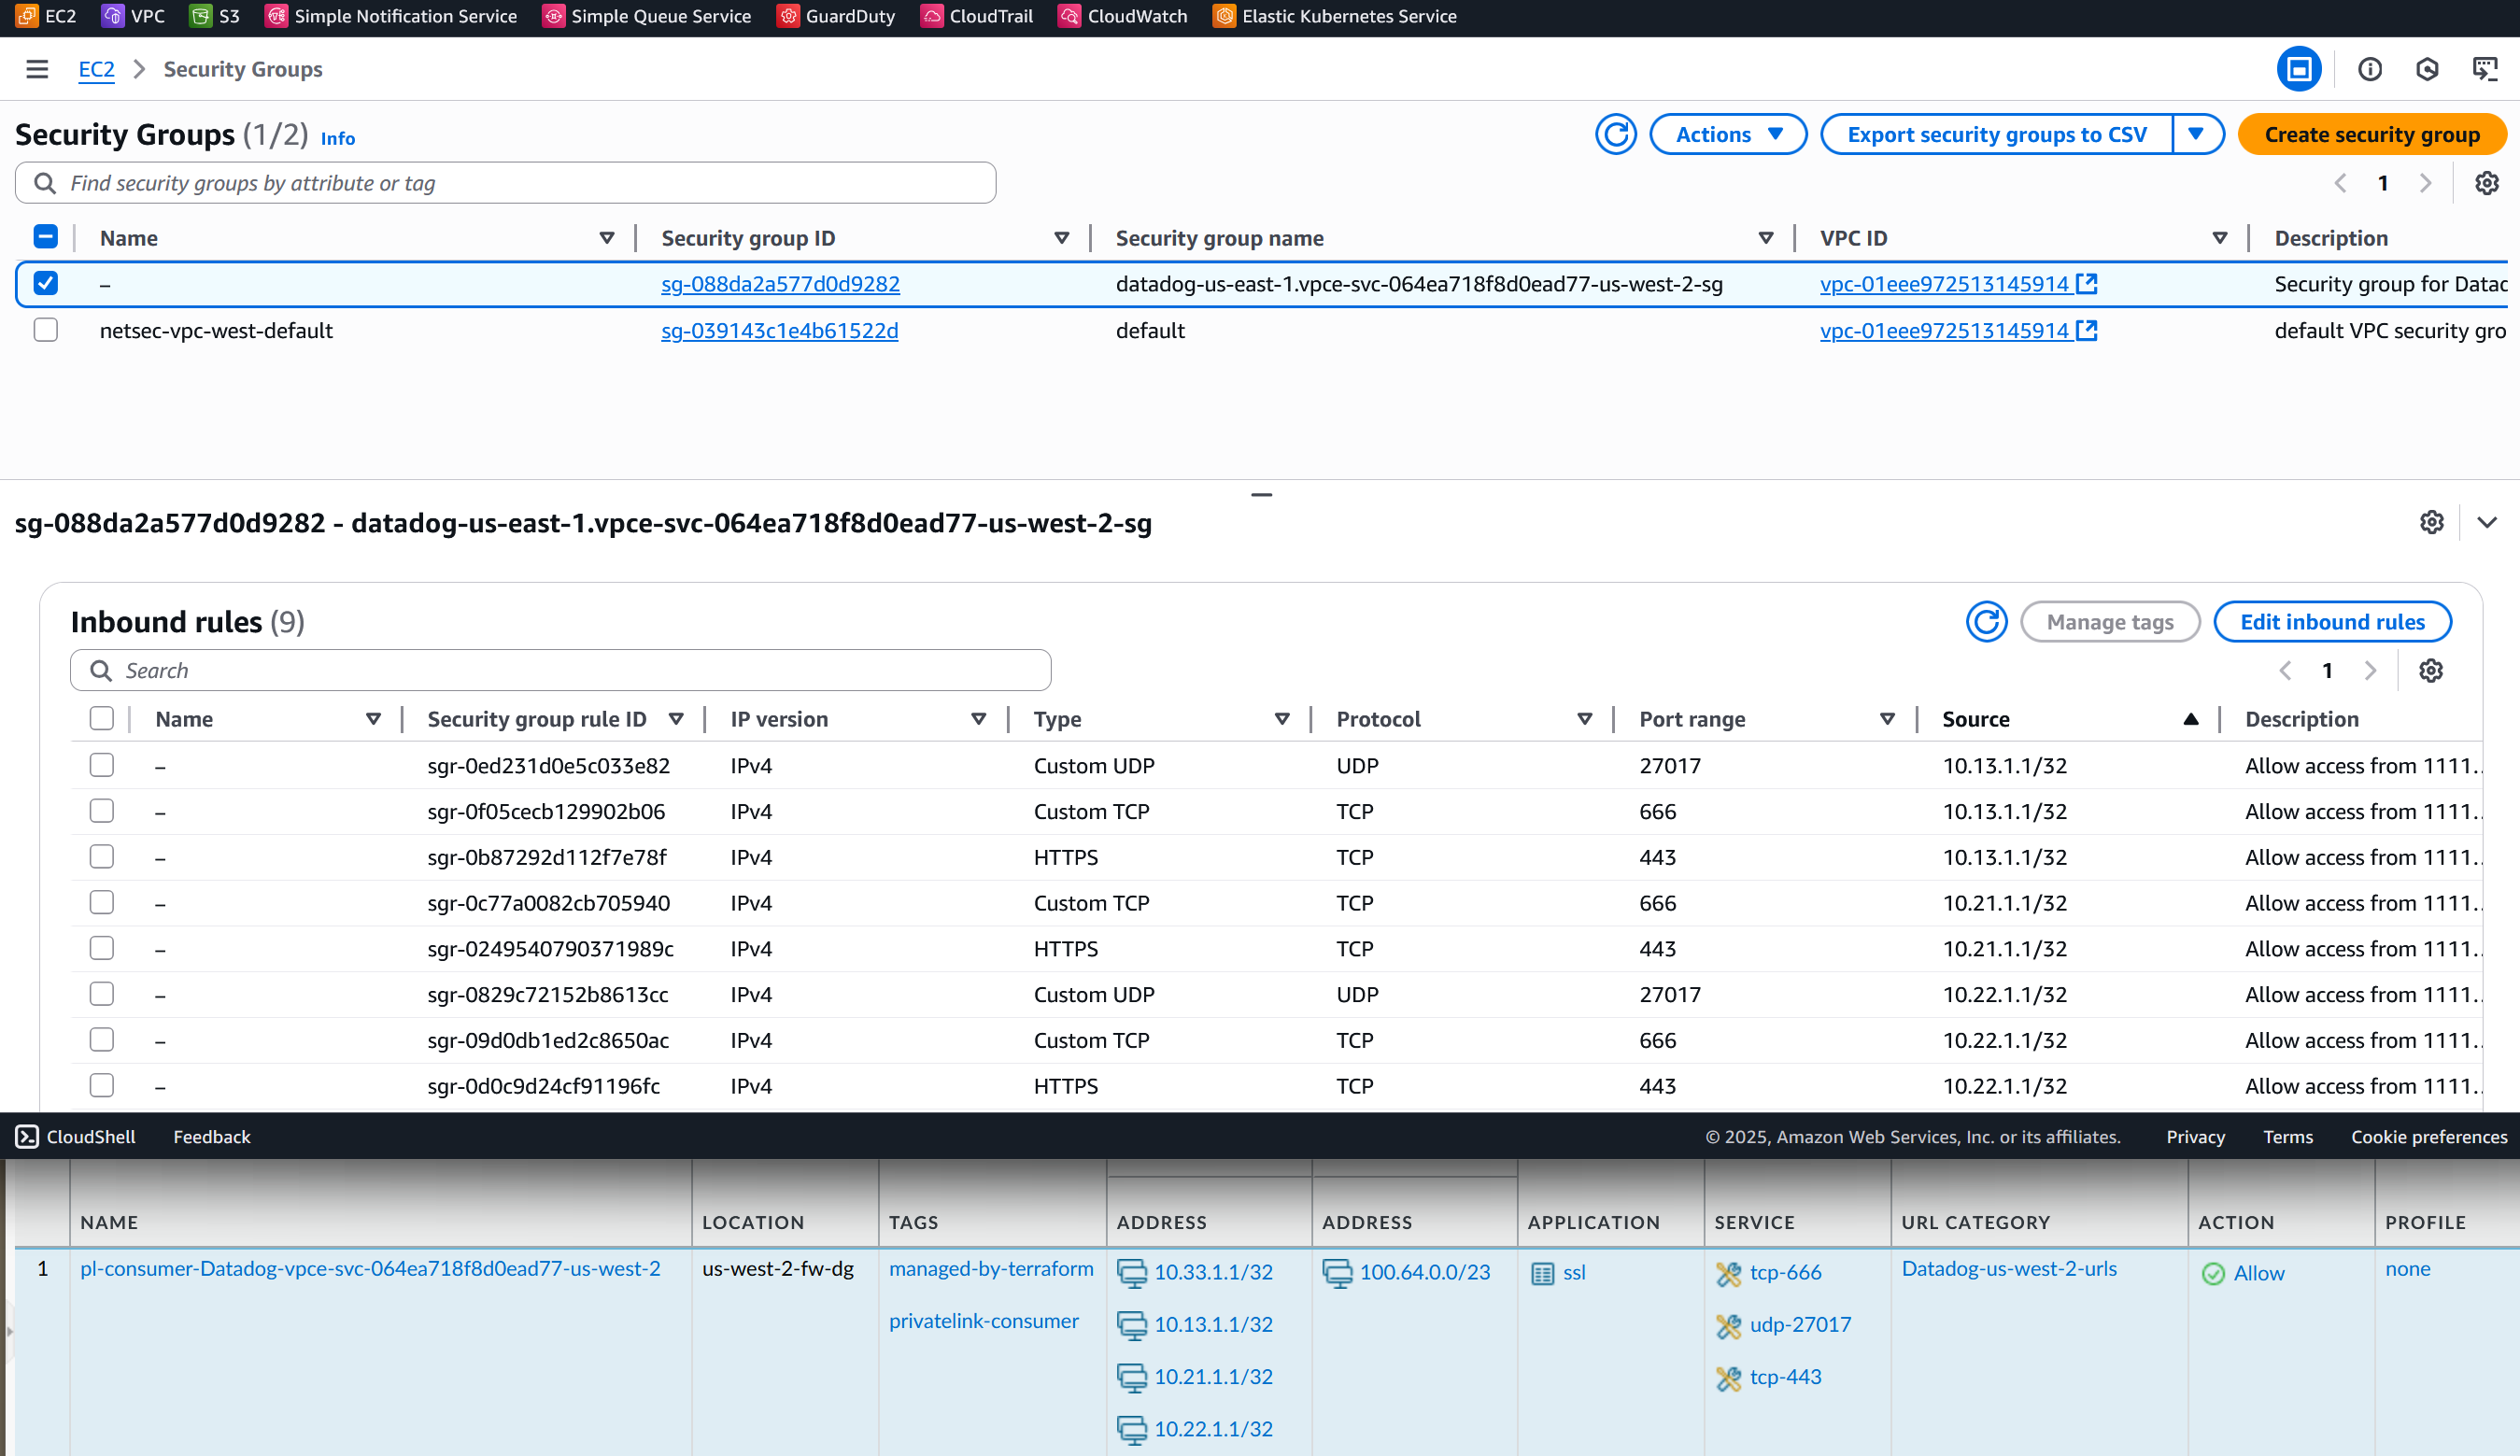 EC2 VPC S3 Simple Notification Service Simple Queue Service GuardDuty CloudTrail CloudWatch Elastic Kubernetes Service
EC2 Security Groups
Security Groups (1/2) Info Actions Export security groups to CSV Create security group
Find security groups by attribute or tag 1
Name Security group ID Security group name VPC ID Description
– sg-088da2a577d0d9282 datadog-us-east-1.vpce-svc-064ea718f8d0ead77-us-west-2-sg vpc-01eee972513145914 Security group for Datad
netsec-vpc-west-default sg-039143c1e4b61522d default vpc-01eee972513145914 default VPC security gro
sg-088da2a577d0d9282 - datadog-us-east-1.vpce-svc-064ea718f8d0ead77-us-west-2-sg
Inbound rules (9) Manage tags Edit inbound rules
Search 1
Name Security group rule ID IP version Type Protocol Port range Source Description
– sgr-0ed231d0e5c033e82 IPv4 Custom UDP UDP 27017 10.13.1.1/32 Allow access from 1111..
– sgr-0f05cecb129902b06 IPv4 Custom TCP TCP 666 10.13.1.1/32 Allow access from 1111..
– sgr-0b87292d112f7e78f IPv4 HTTPS TCP 443 10.13.1.1/32 Allow access from 1111..
– sgr-0c77a0082cb705940 IPv4 Custom TCP TCP 666 10.21.1.1/32 Allow access from 1111..
– sgr-0249540790371989c IPv4 HTTPS TCP 443 10.21.1.1/32 Allow access from 1111..
– sgr-0829c72152b8613cc IPv4 Custom UDP UDP 27017 10.22.1.1/32 Allow access from 1111..
– sgr-09d0db1ed2c8650ac IPv4 Custom TCP TCP 666 10.22.1.1/32 Allow access from 1111..
– sgr-0d0c9d24cf91196fc IPv4 HTTPS TCP 443 10.22.1.1/32 Allow access from 1111..
CloudShell Feedback © 2025, Amazon Web Services, Inc. or its affiliates. Privacy Terms Cookie preferences
NAME LOCATION TAGS ADDRESS ADDRESS APPLICATION SERVICE URL CATEGORY ACTION PROFILE
1 pl-consumer-Datadog-vpce-svc-064ea718f8d0ead77-us-west-2 us-west-2-fw-dg managed-by-terraform 10.33.1.1/32 100.64.0.0/23 ssl tcp-666 Datadog-us-west-2-urls Allow none
privatelink-consumer 10.13.1.1/32 udp-27017
10.21.1.1/32 tcp-443
10.22.1.1/32